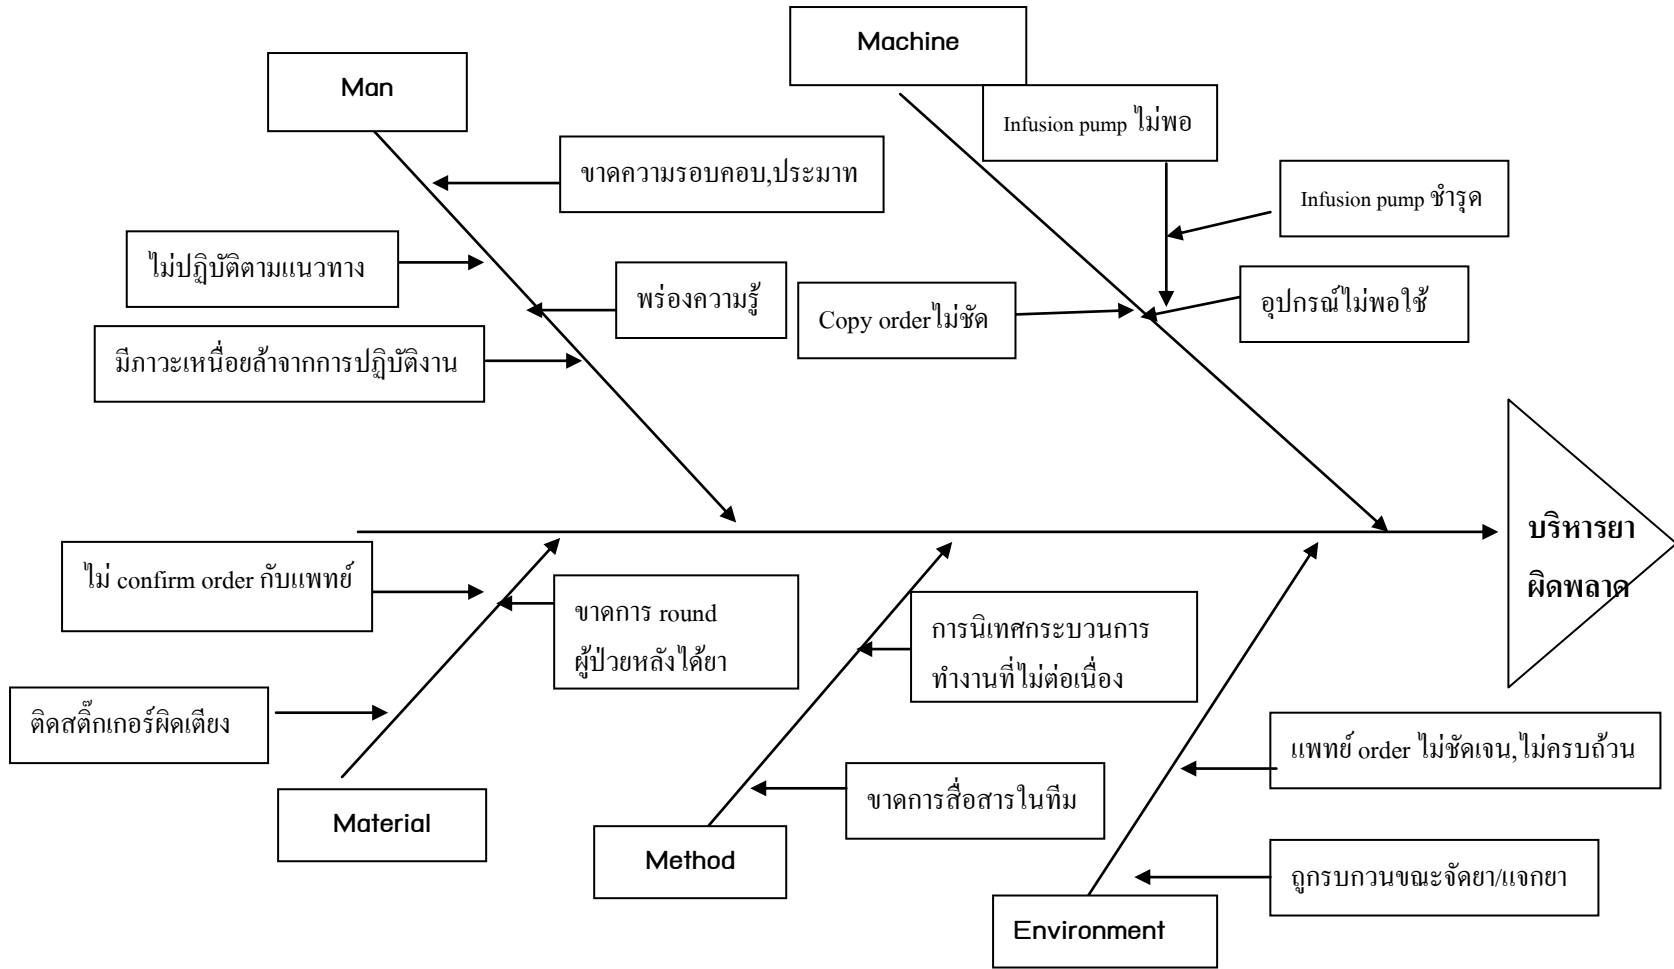 Machine
Man
Infusion pump ไม่พอ
ขาดความรอบคอบ,ประมาท
Infusion pump ชำรุด
ไม่ปฏิบัติตามแนวทาง
พร่องความรู้
Copy order ไม่ชัด
อุปกรณ์ไม่พอใช้
มีภาวะเหนื่อยล้าจากการปฏิบัติงาน
บริหารยา
ผิดพลาด
ไม่ confirm order กับแพทย์
ขาดการ round
ผู้ป่วยหลังได้ยา
การนิเทศกระบวนการ
ทำงานที่ไม่ต่อเนื่อง
ติดสติ๊กเกอร์ผิดเตียง
แพทย์ order ไม่ชัดเจน,ไม่ครบถ้วน
ขาดการสื่อสารในทีม
Material
Method
ถูกรบกวนขณะจัดยา/แจกยา
Environment